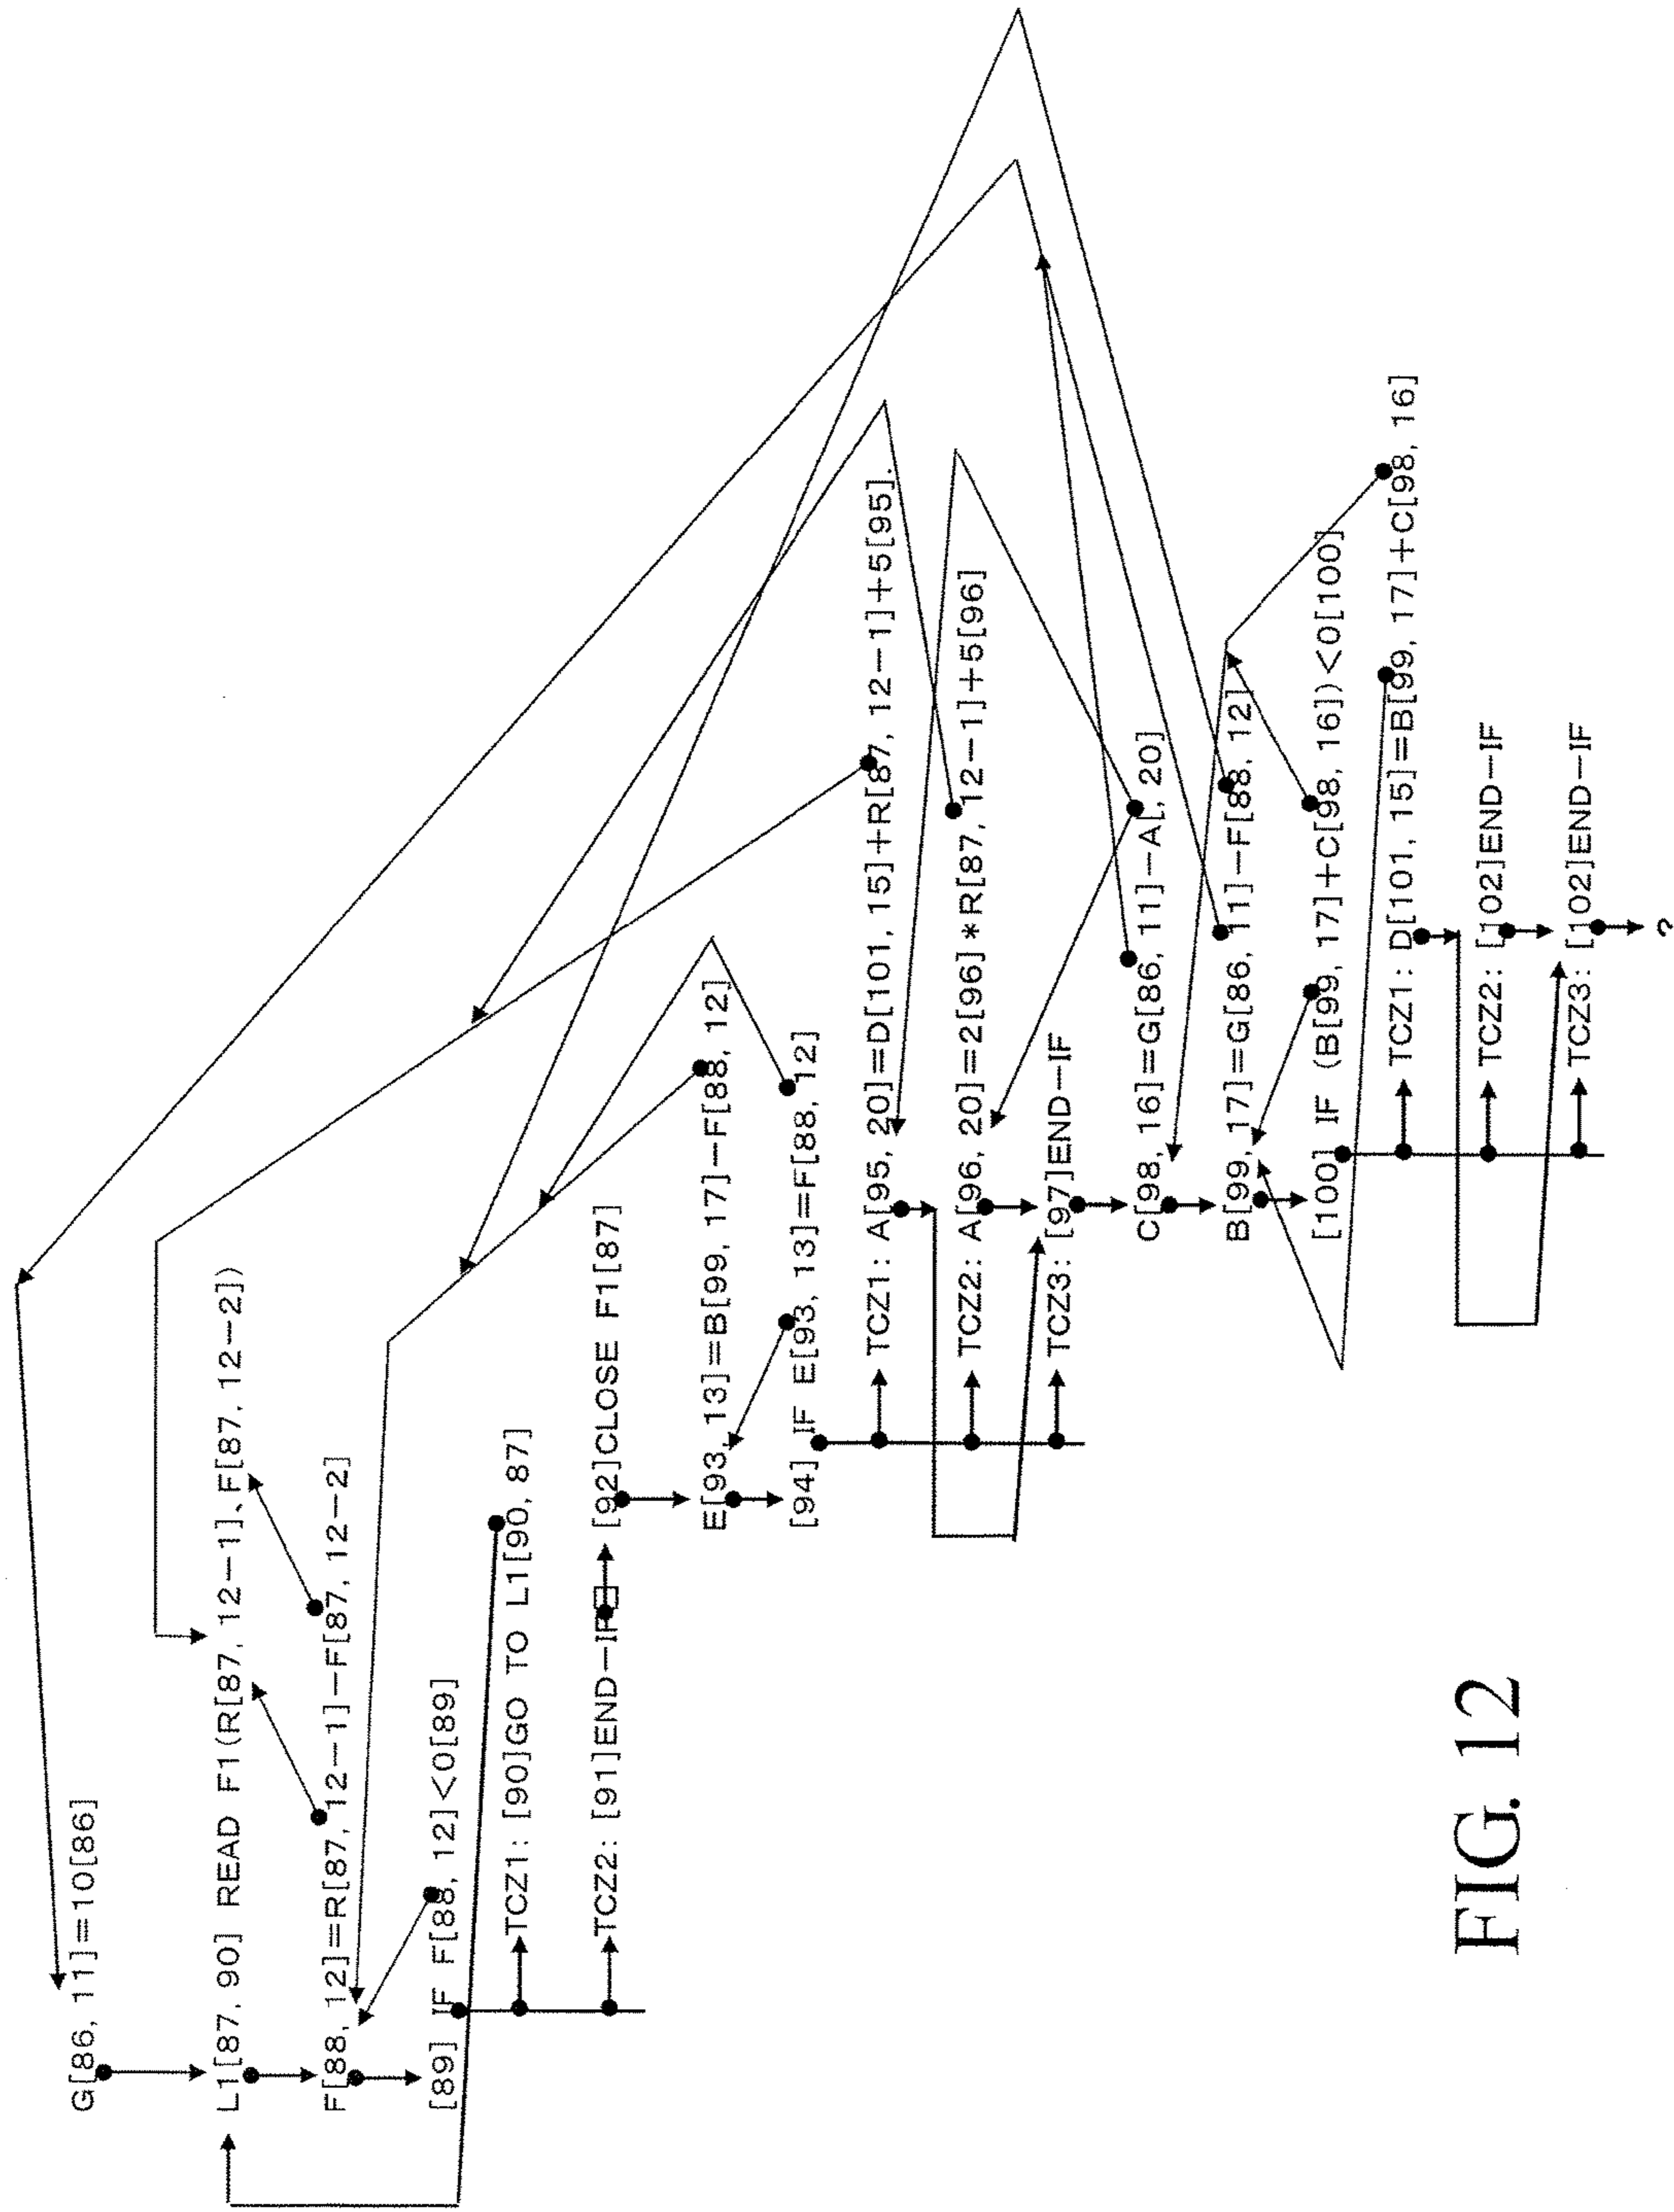 G[86, 11]=10[86]
L1[87, 90] READ F1(R[87, 12−1]、F[87, 12−2])
F[88, 12]=R[87, 12−1]−F[87, 12−2]
[89] IF F[88, 12]<0[89]
TCZ1: [90]GO TO L1[90, 87]
TCZ2: [91]END−IF
[92]CLOSE F1[87]
E[93, 13]=B[99, 17]−F[88, 12]
[94] IF E[93, 13]=F[88, 12]
TCZ1: A[95, 20]=D[101, 15]+R[87, 12−1]+5[95].
TCZ2: A[96, 20]=2[96]*R[87, 12−1]+5[96]
TCZ3: [97]END−IF
C[98, 16]=G[86, 11]−A[, 20]
B[99, 17]=G[86, 11]−F[88, 12]
[100] IF (B[99, 17]+C[98, 16])<0[100]
TCZ1: D[101, 15]=B[99, 17]+C[98, 16]
TCZ2: [102]END−IF
TCZ3: [102]END−IF
?
FIG. 12